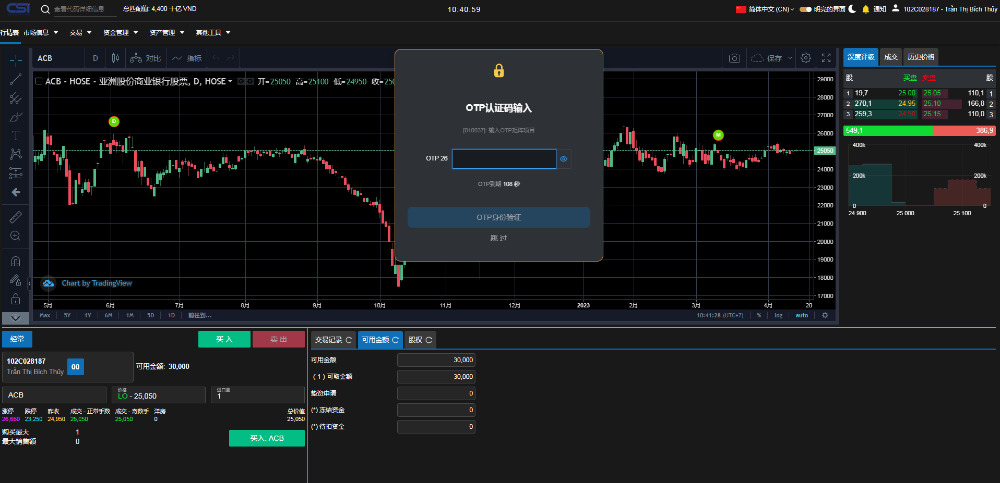 CSI 查看代码详细信息 总匹配值: 4,400 十亿 VND 10:40:59 简体中文 (CN) 明亮的界面 通知 102C028187 - Trần Thị Bích Thủy
行情表 市场信息 交易 资金管理 资产管理 其他工具
ACB D 对比 指标 保存
ACB - HOSE - 亚洲股份商业银行股票, D, HOSE 开=25050 高=25100 低=24950 收=250
D
M
29000
28000
27000
26000
25050
24000
23000
22000
21000
20000
19000
18000
17000
Chart by TradingView
5月 6月 7月 8月 9月 10月 11月 12月 2023 2月 3月 4月 20
Max 5Y 1Y 6M 1M 5D 1D 前往到... 10:41:28 (UTC+7) % log auto
OTP认证码输入
[010037]: 输入OTP矩阵项目
OTP 26
OTP到期 108 秒
OTP身份验证
跳 过
深度评级 成交 历史价格
股 买盘 卖盘 股
1 19,7 25.00 25.05 110,1 1
2 270,1 24.95 25.10 166,8 2
3 259,3 24.90 25.15 110,0 3
549,1 386,9
400k 400k
200k 200k
0 0
24 900 25 000 25 100
经常 买 入 卖 出
102C028187
Trần Thị Bích Thủy
00
可用金额: 30,000
ACB
价格
LO - 25,050
进口量
1
涨停 跌停 昨收 成交 - 正常手数 成交 - 奇数手 洋房 总价值
26,650 23,250 24,950 25,050 25,050 0 25,050
购买最大 1
最大销售额 0
买入: ACB
交易记录 可用金额 股权
可用金额 30,000
（1）可取金额 30,000
垫资申请 0
(*) 冻结资金 0
(*) 待扣资金 0